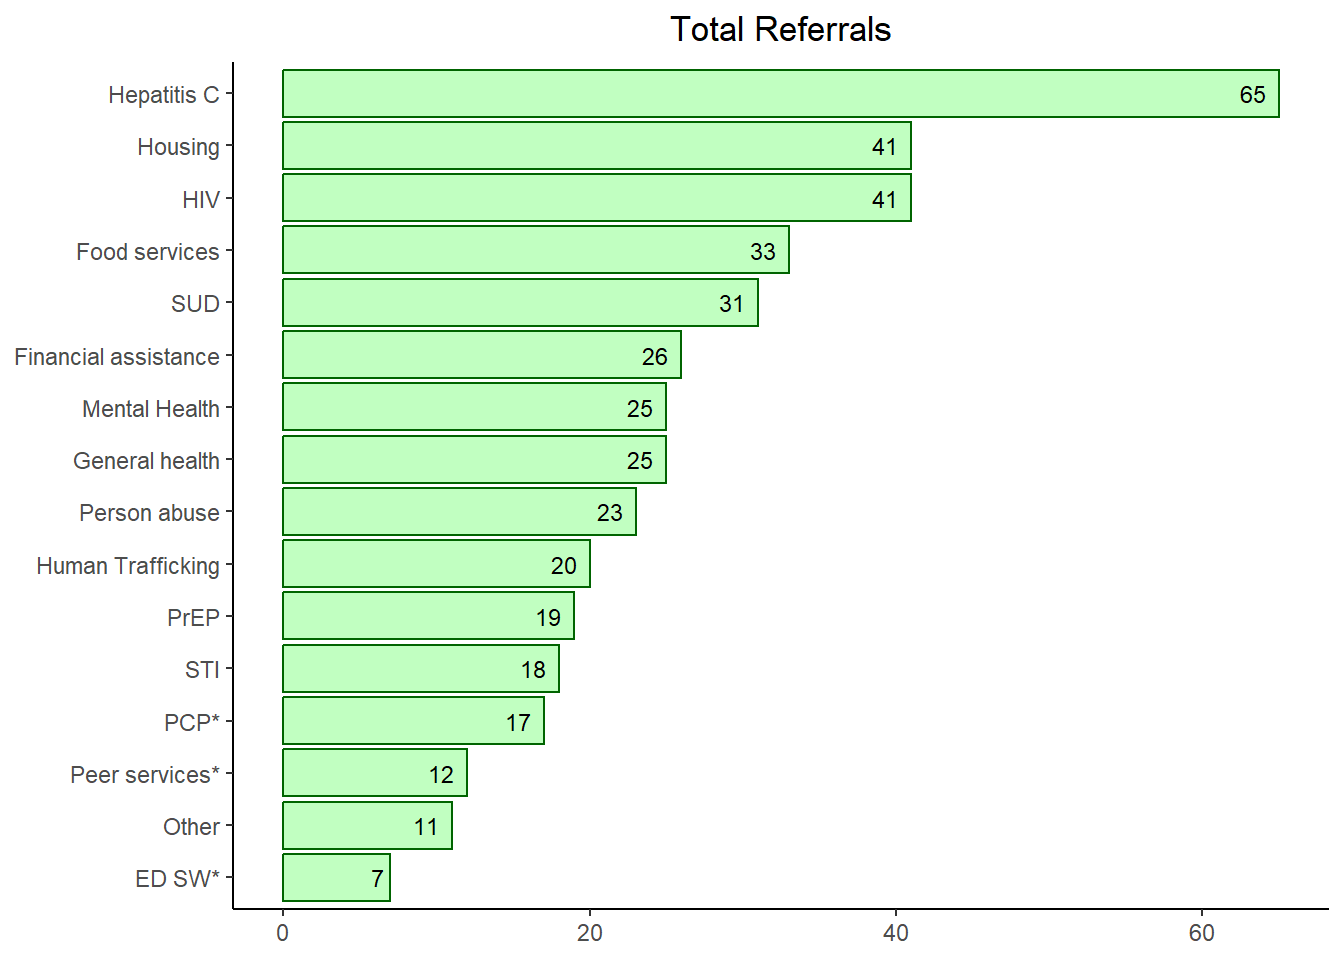 Total Referrals
Hepatitis C 65
Housing 41
HIV 41
Food services 33
SUD 31
Financial assistance 26
Mental Health 25
General health 25
Person abuse 23
Human Trafficking 20
PrEP 19
STI 18
PCP* 17
Peer services* 12
Other 11
ED SW* 7
0 20 40 60